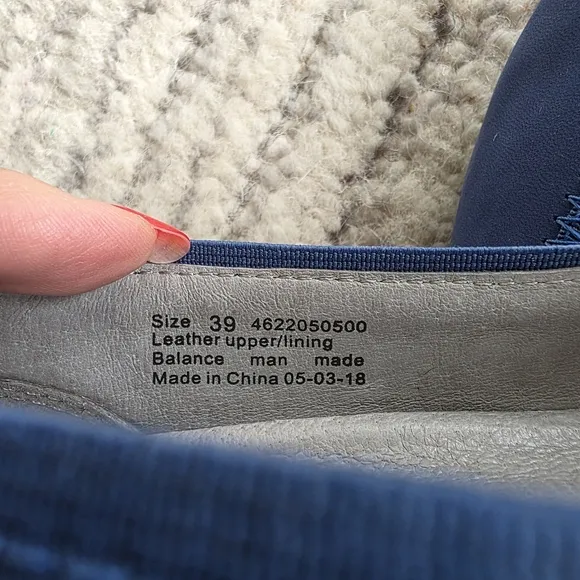 Size 39 4622050500
Leather upper/lining
Balance man made
Made in China 05-03-18